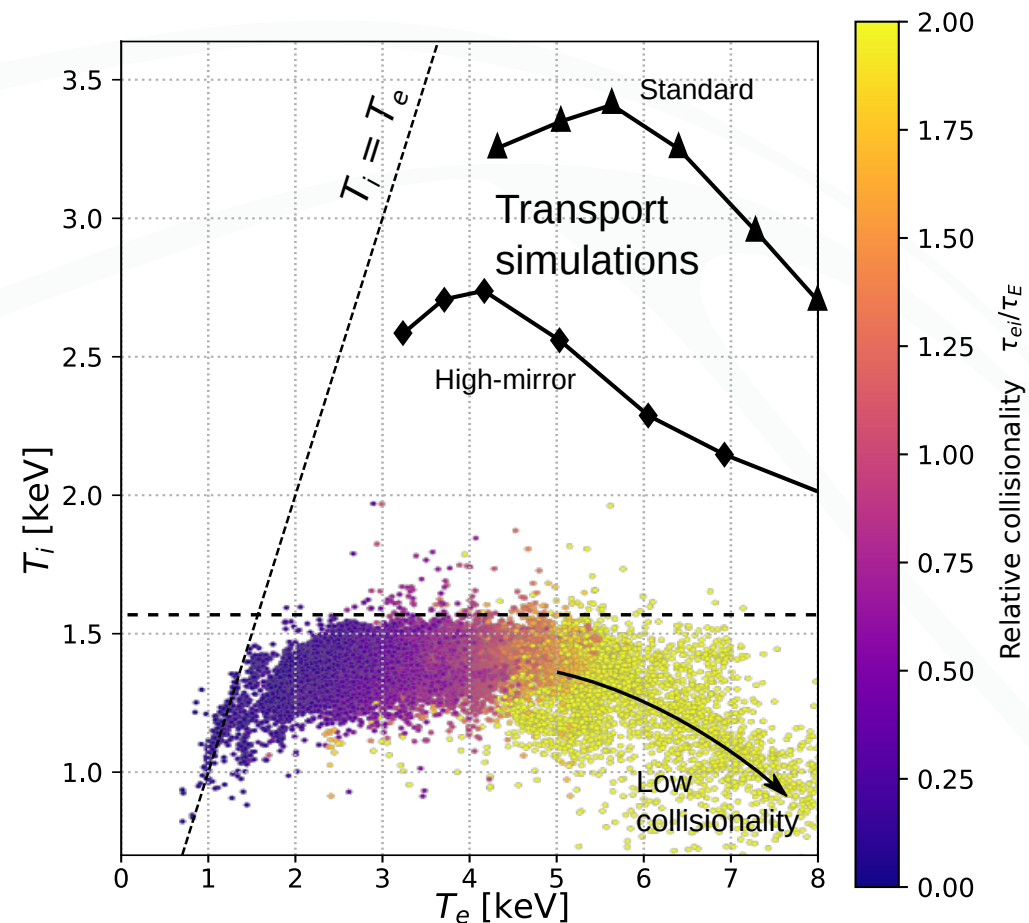 3.5
3.0
2.5
2.0
1.5
1.0
T_i [keV]
0
1
2
3
4
5
6
7
8
T_e [keV]
T_i = T_e
Standard
Transport
simulations
High-mirror
Low
collisionality
2.00
1.75
1.50
1.25
1.00
0.75
0.50
0.25
0.00
Relative collisionality τ_ei/τ_E